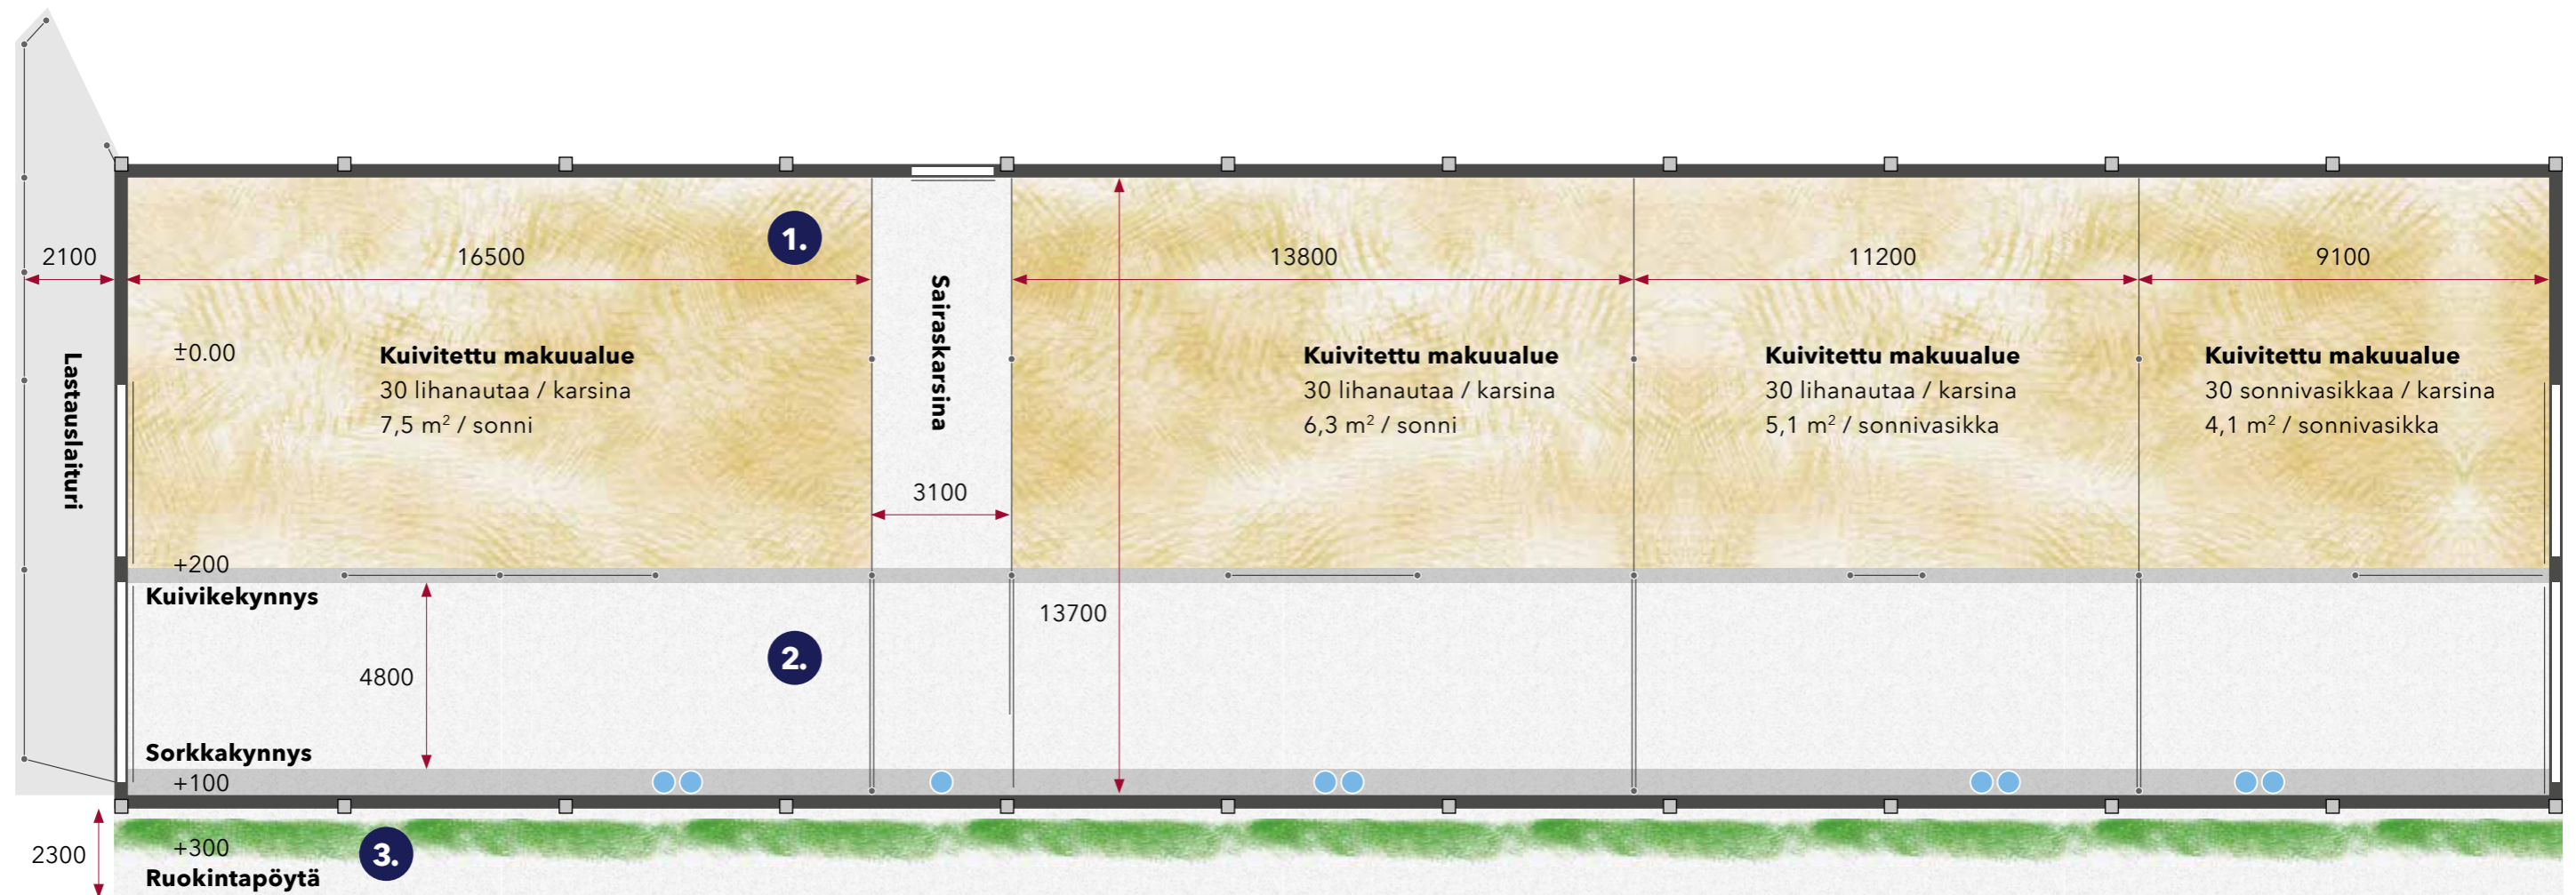 2100
16500
1.
13800
11200
9100
Lastauslaituri
±0.00
Kuivitettu makuualue
30 lihanautaa / karsina
7,5 m² / sonni
Sairaskarsina
3100
Kuivitettu makuualue
30 lihanautaa / karsina
6,3 m² / sonni
Kuivitettu makuualue
30 lihanautaa / karsina
5,1 m² / sonnivasikka
Kuivitettu makuualue
30 sonnivasikkaa / karsina
4,1 m² / sonnivasikka
+200
Kuivikekynnys
13700
4800
2.
Sorkkakynnys
+100
2300
+300
3.
Ruokintapöytä